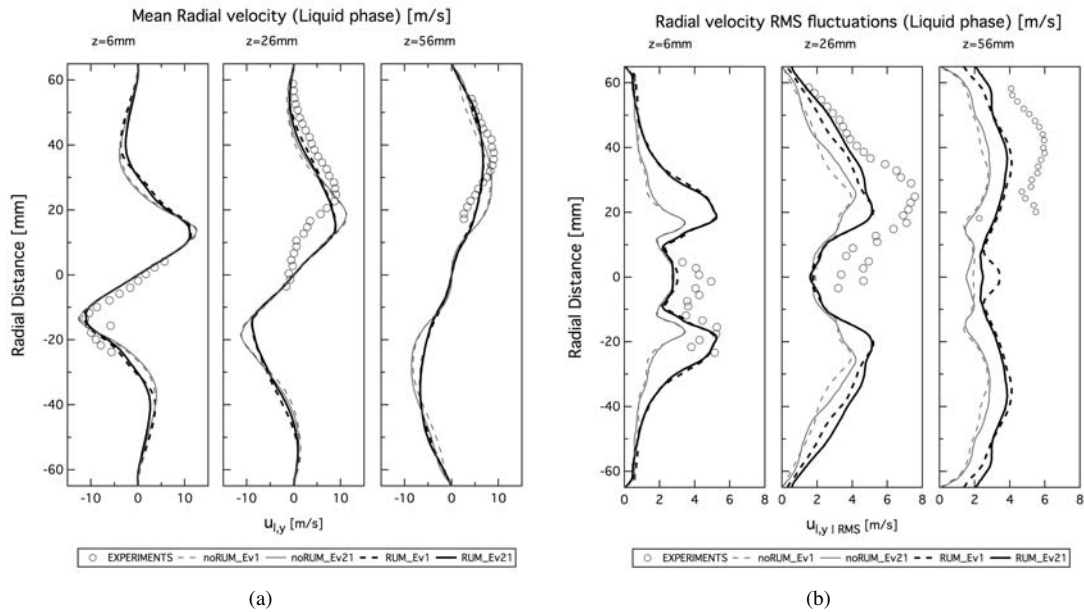 Mean Radial velocity (Liquid phase) [m/s]
z=6mm z=26mm z=56mm
60
40
20
0
-20
-40
-60
Radial Distance [mm]
-10 0 10 -10 0 10 -10 0 10
u_l,y [m/s]
EXPERIMENTS noRUM_Ev1 noRUM_Ev21 RUM_Ev1 RUM_Ev21
(a)
Radial velocity RMS fluctuations (Liquid phase) [m/s]
z=6mm z=26mm z=56mm
60
40
20
0
-20
-40
-60
Radial Distance [mm]
0 2 4 6 8 0 2 4 6 8 0 2 4 6 8
u_l,y | RMS [m/s]
EXPERIMENTS noRUM_Ev1 noRUM_Ev21 RUM_Ev1 RUM_Ev21
(b)